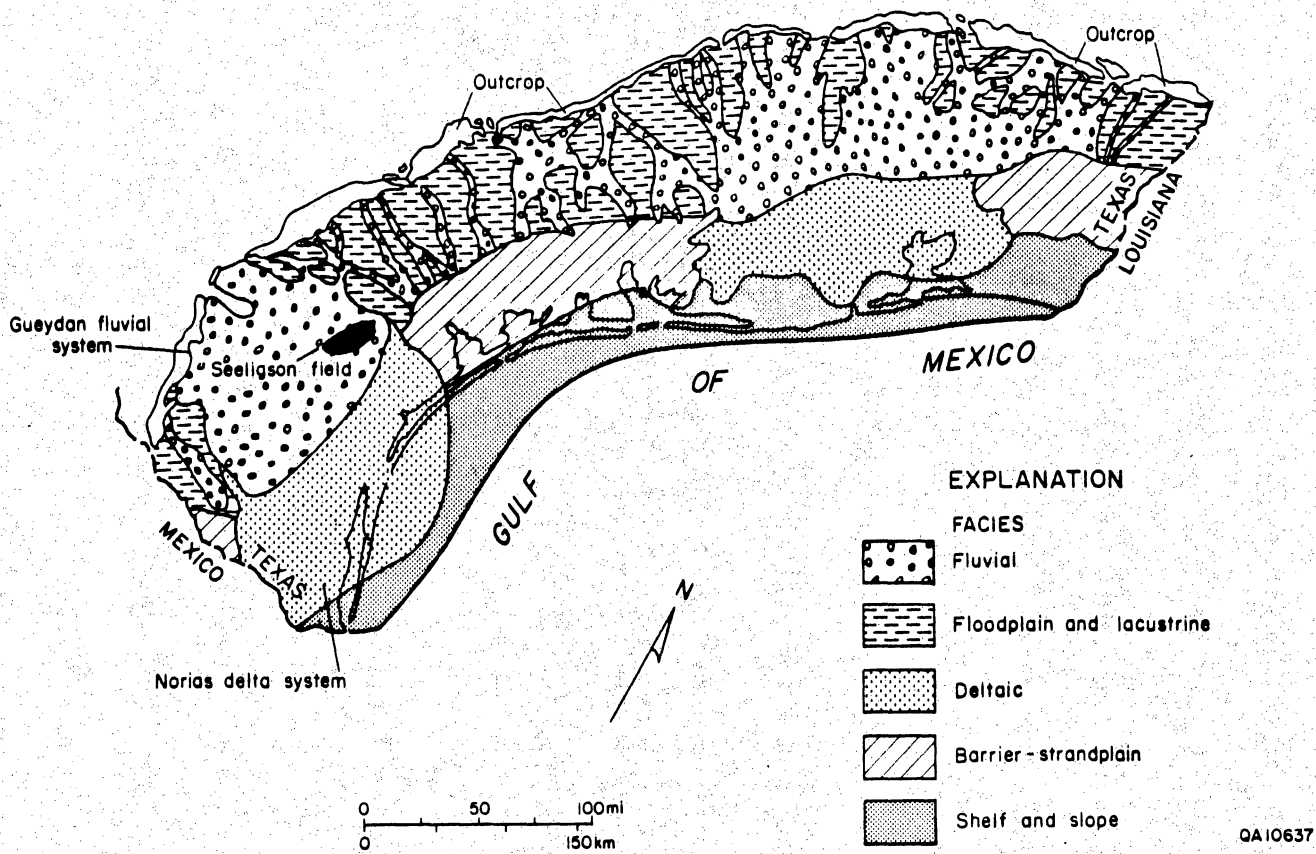 Outcrop
Outcrop
Gueydan fluvial
system
Seeligson field
TEXAS
LOUISIANA
MEXICO
OF
GULF
MEXICO
TEXAS
Norias delta system
N
EXPLANATION
FACIES
Fluvial
Floodplain and lacustrine
Deltaic
Barrier-strandplain
Shelf and slope
0 50 100mi
0 150km
QA10637